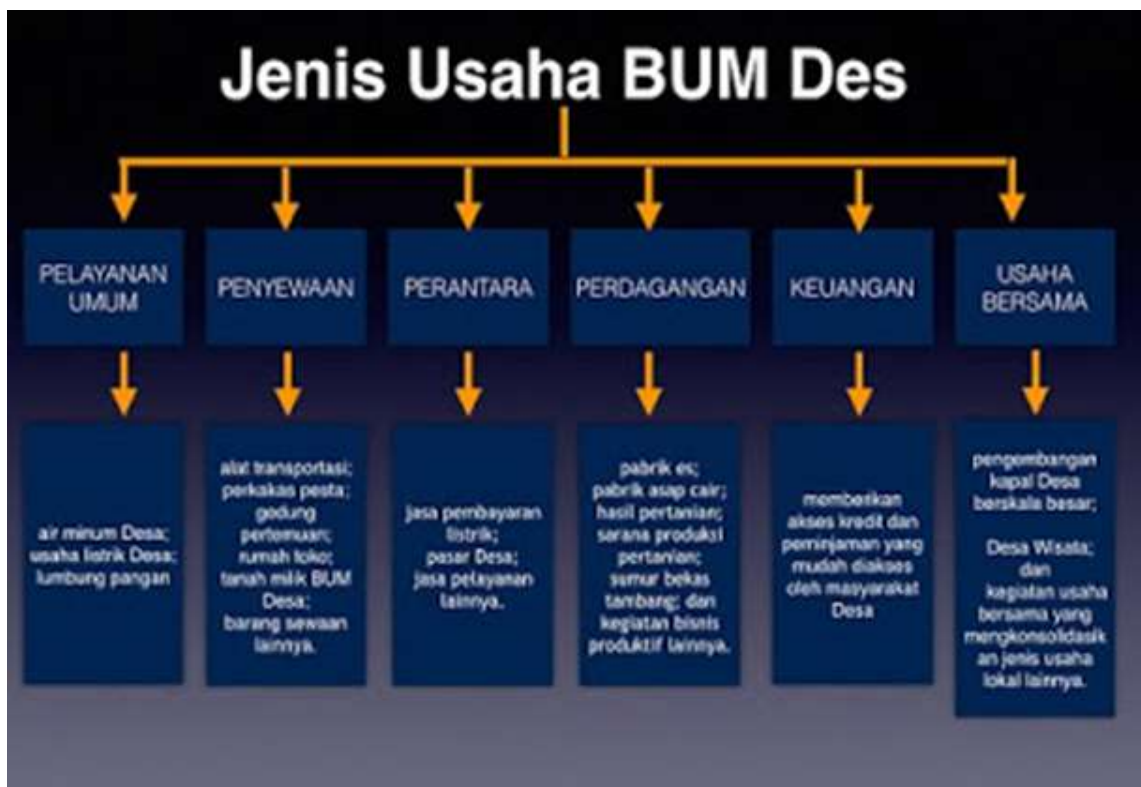 Jenis Usaha BUM Des
PELAYANAN
UMUM
PENYEWAAN
PERANTARA
PERDAGANGAN
KEUANGAN
USAHA
BERSAMA
air minum Desa;
usaha listrik Desa;
lumbung pangan
alat transportasi;
perkakas pesta;
gedung
pertemuan;
rumah toko;
tanah milik BUM
Desa;
barang sewaan
lainnya.
jasa pembayaran
listrik;
pasar Desa;
jasa pelayanan
lainnya.
pabrik es;
pabrik asap cair;
hasil pertanian;
sarana produksi
pertanian;
sumur bekas
tambang; dan
kegiatan bisnis
produktif lainnya.
memberikan
akses kredit dan
peminjaman yang
mudah diakses
oleh masyarakat
Desa
pengembangan
kapal Desa
berskala besar;
Desa Wisata;
dan
kegiatan usaha
bersama yang
mengkonsolidasik
an jenis usaha
lokal lainnya.